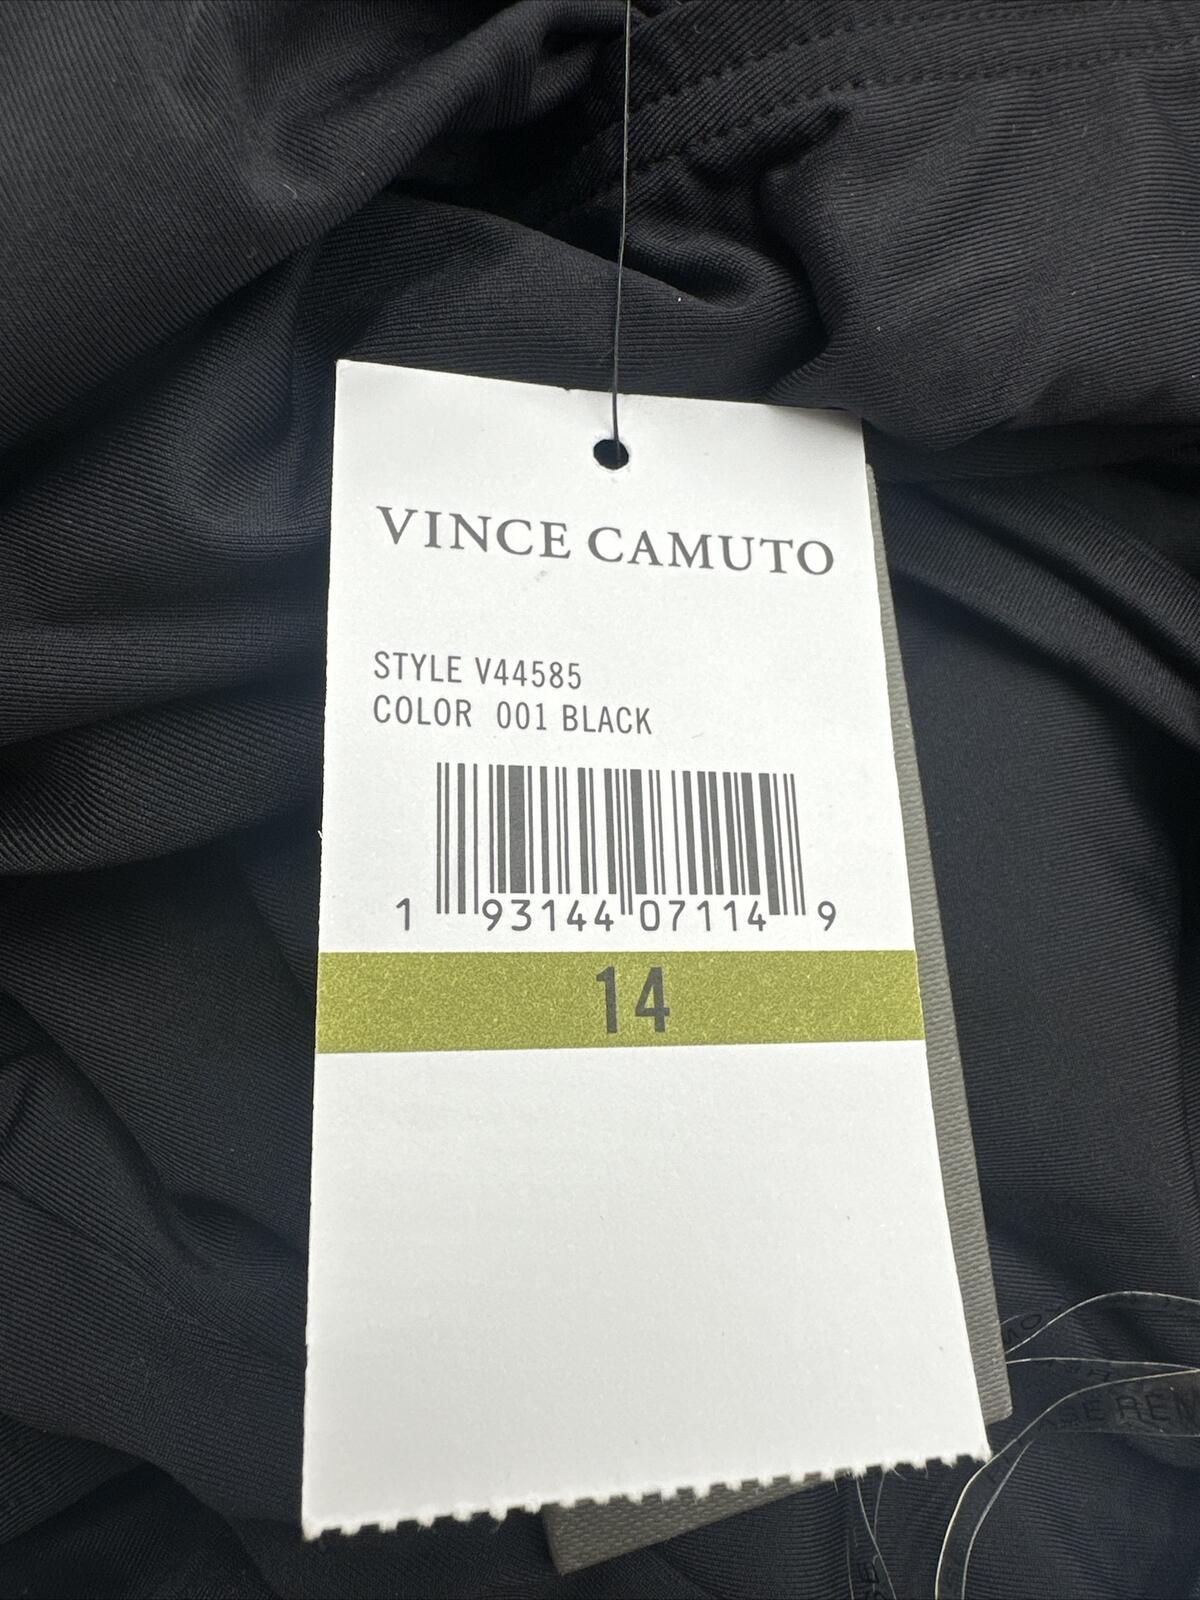 VINCE CAMUTO
STYLE V44585
COLOR 001 BLACK
1 93144 07114 9
14